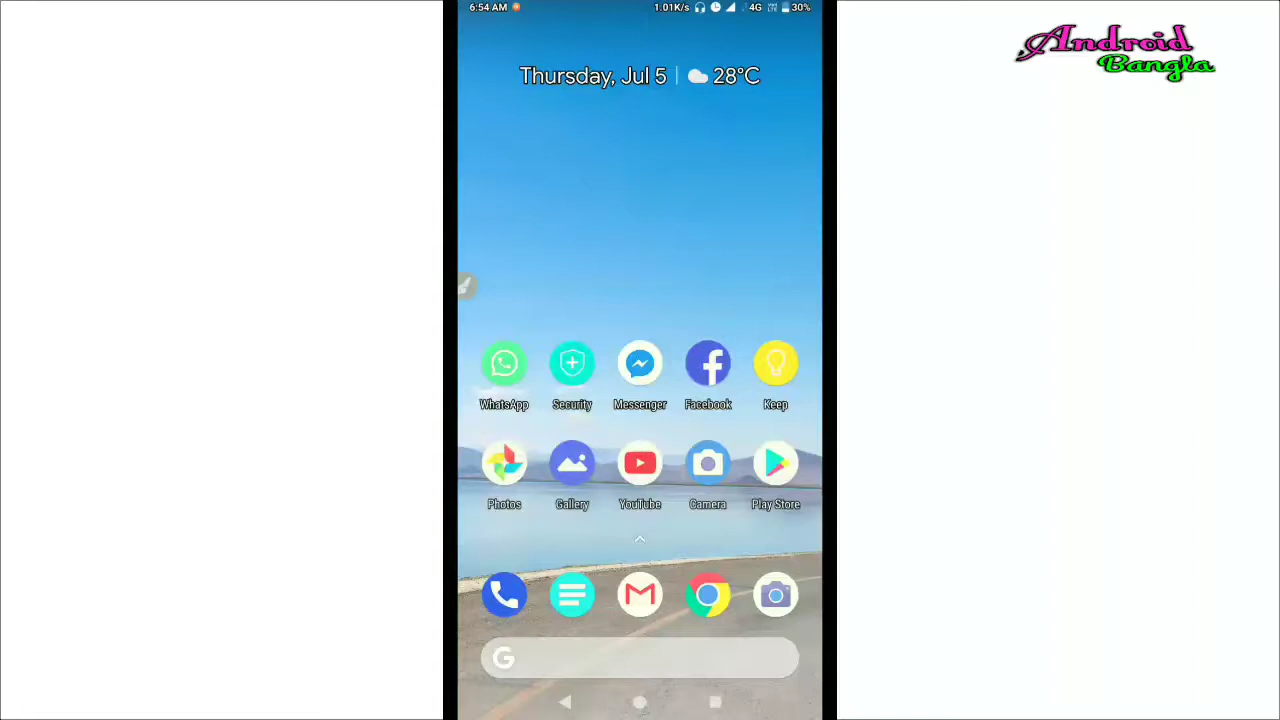 6:54 AM 1.01K/s 4G VoLTE 30%
Android
Bangla
Thursday, Jul 5 28°C
WhatsApp Security Messenger Facebook Keep
Photos Gallery YouTube Camera Play Store
G